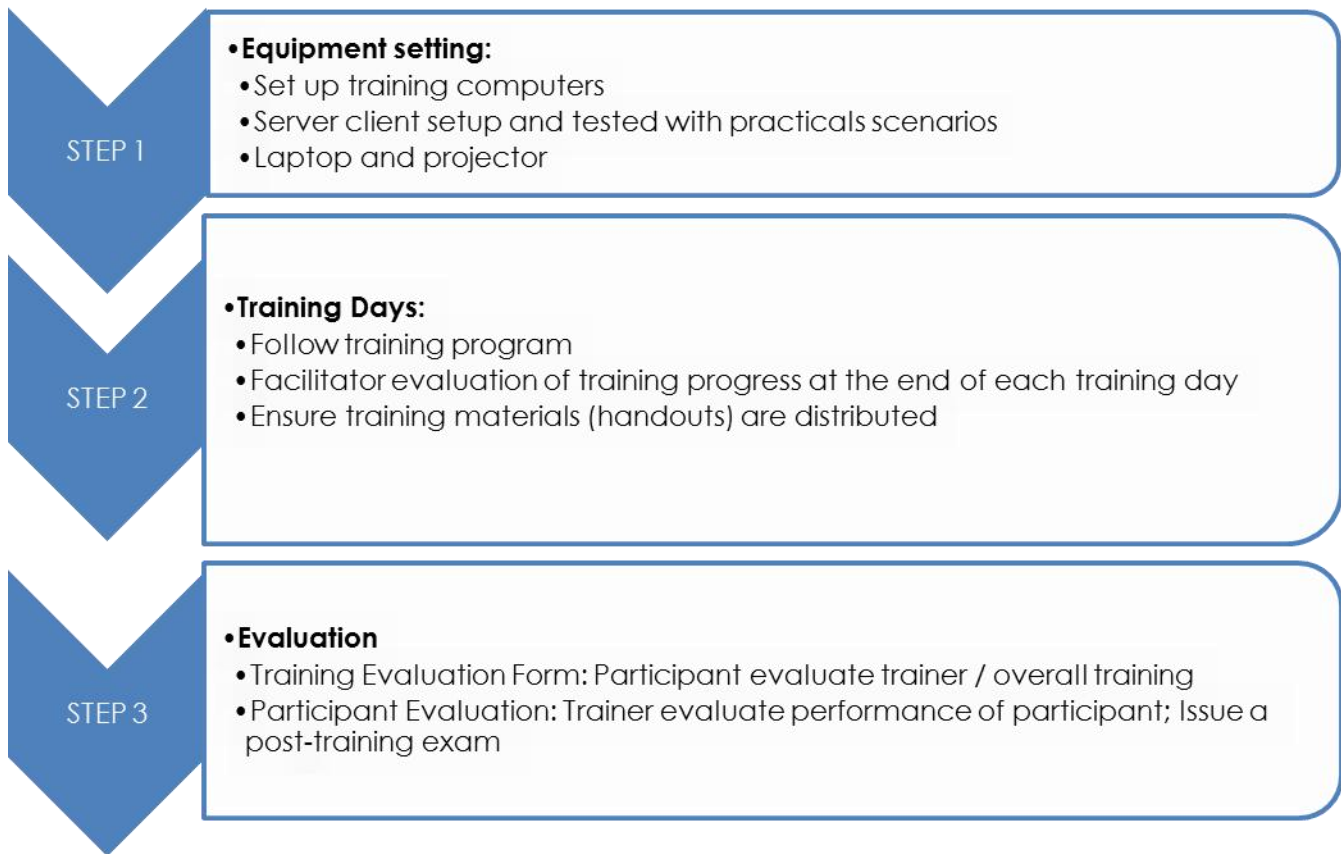 STEP 1
•Equipment setting:
•Set up training computers
•Server client setup and tested with practicals scenarios
•Laptop and projector
STEP 2
•Training Days:
•Follow training program
•Facilitator evaluation of training progress at the end of each training day
•Ensure training materials (handouts) are distributed
STEP 3
•Evaluation
•Training Evaluation Form: Participant evaluate trainer / overall training
•Participant Evaluation: Trainer evaluate performance of participant; Issue a
post-training exam